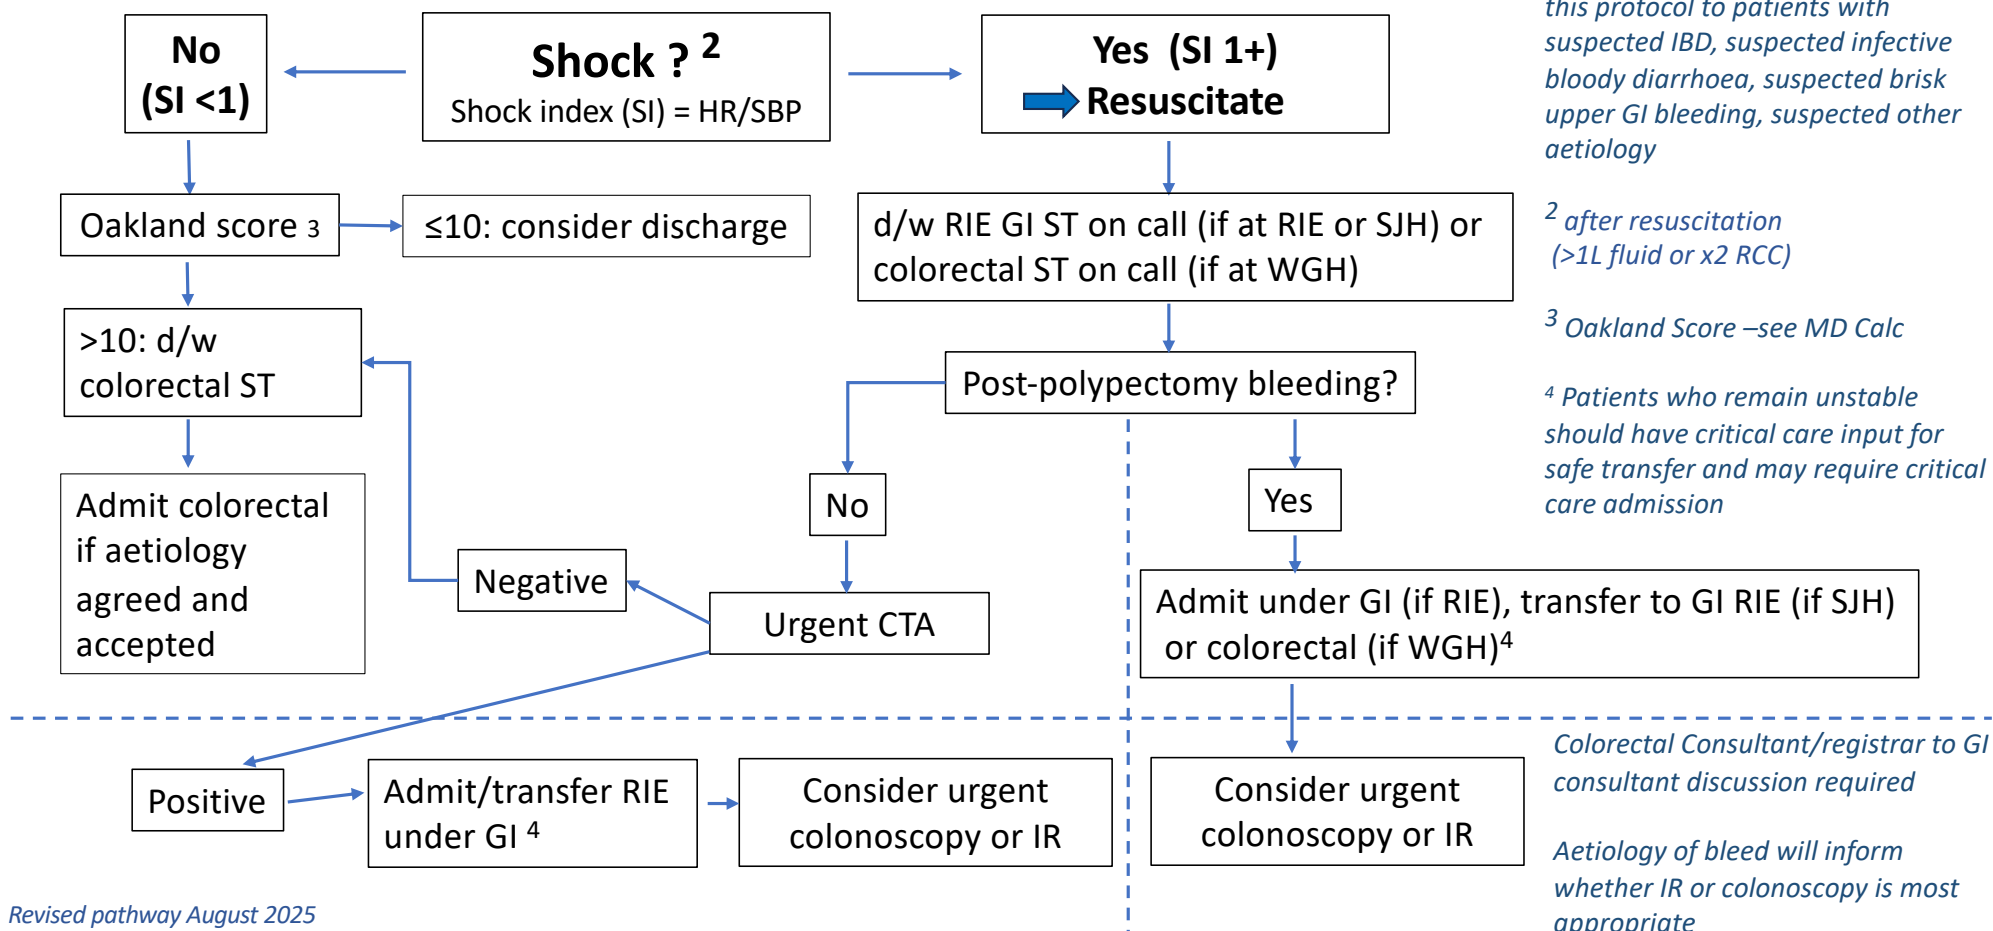 No
(SI <1)
Shock ? 2
Shock index (SI) = HR/SBP
Yes (SI 1+)
Resuscitate
this protocol to patients with
suspected IBD, suspected infective
bloody diarrhoea, suspected brisk
upper GI bleeding, suspected other
aetiology
2 after resuscitation
(>1L fluid or x2 RCC)
3 Oakland Score –see MD Calc
4 Patients who remain unstable
should have critical care input for
safe transfer and may require critical
care admission
Oakland score 3
≤10: consider discharge
d/w RIE GI ST on call (if at RIE or SJH) or
colorectal ST on call (if at WGH)
>10: d/w
colorectal ST
Post-polypectomy bleeding?
Admit colorectal
if aetiology
agreed and
accepted
No
Yes
Negative
Urgent CTA
Admit under GI (if RIE), transfer to GI RIE (if SJH)
or colorectal (if WGH)4
Positive
Admit/transfer RIE
under GI 4
Consider urgent
colonoscopy or IR
Consider urgent
colonoscopy or IR
Colorectal Consultant/registrar to GI
consultant discussion required
Aetiology of bleed will inform
whether IR or colonoscopy is most
appropriate
Revised pathway August 2025